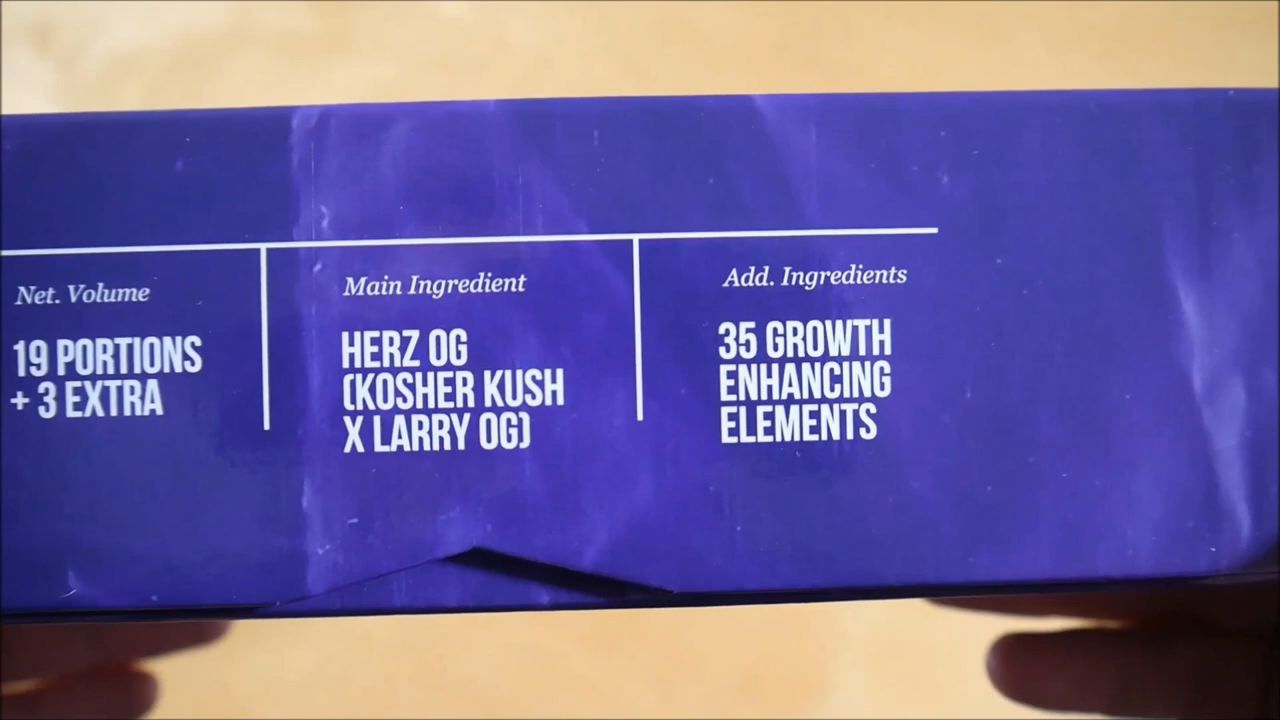 Net. Volume
19 PORTIONS
+ 3 EXTRA
Main Ingredient
HERZ OG
(KOSHER KUSH
X LARRY OG)
Add. Ingredients
35 GROWTH
ENHANCING
ELEMENTS